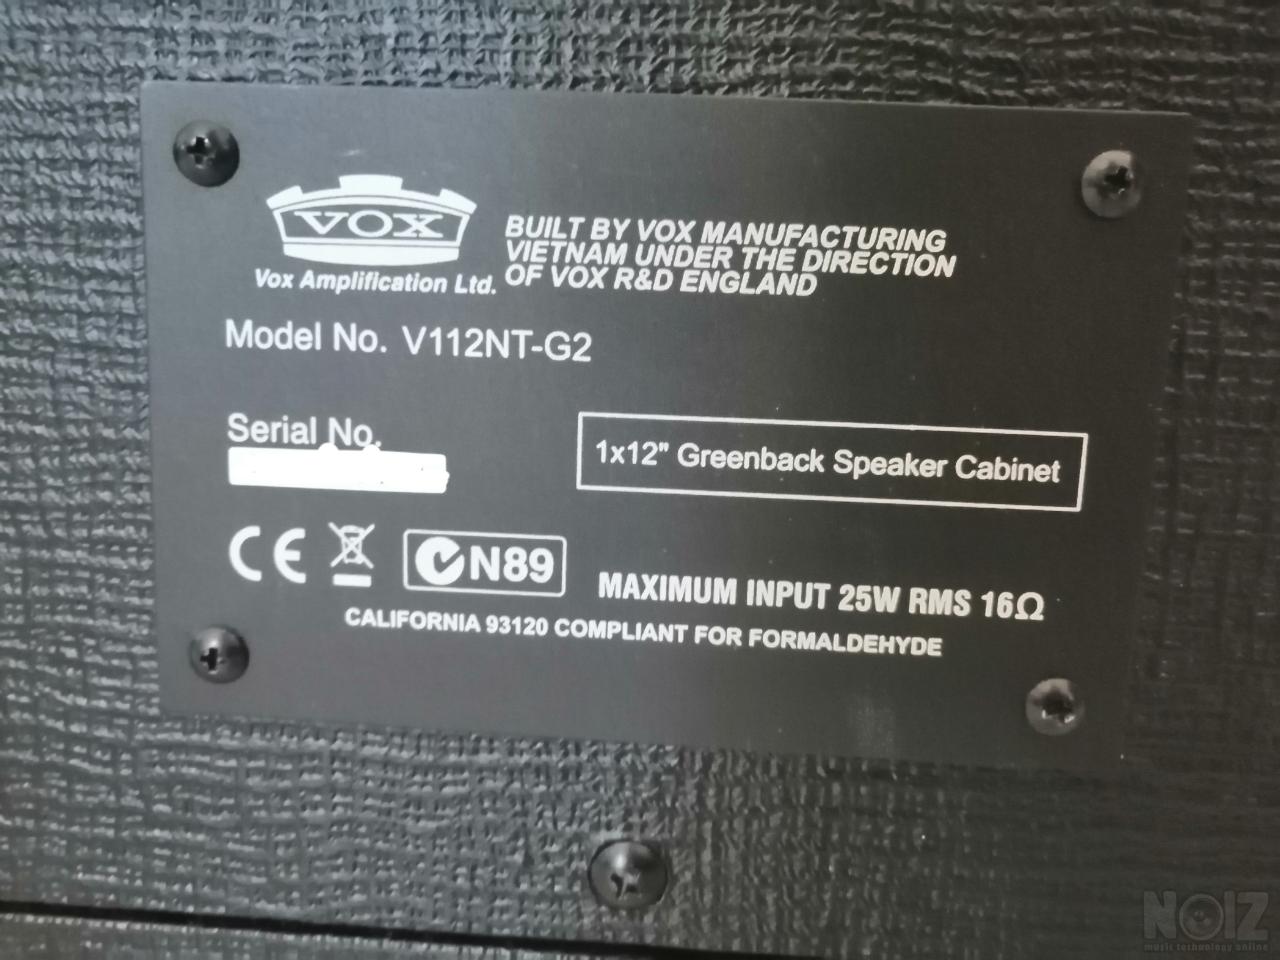 VOX
Vox Amplification Ltd.
BUILT BY VOX MANUFACTURING
VIETNAM UNDER THE DIRECTION
OF VOX R&D ENGLAND
Model No. V112NT-G2
Serial No.
1x12" Greenback Speaker Cabinet
CE
N89
MAXIMUM INPUT 25W RMS 16Ω
CALIFORNIA 93120 COMPLIANT FOR FORMALDEHYDE
NOIZ
music technology online